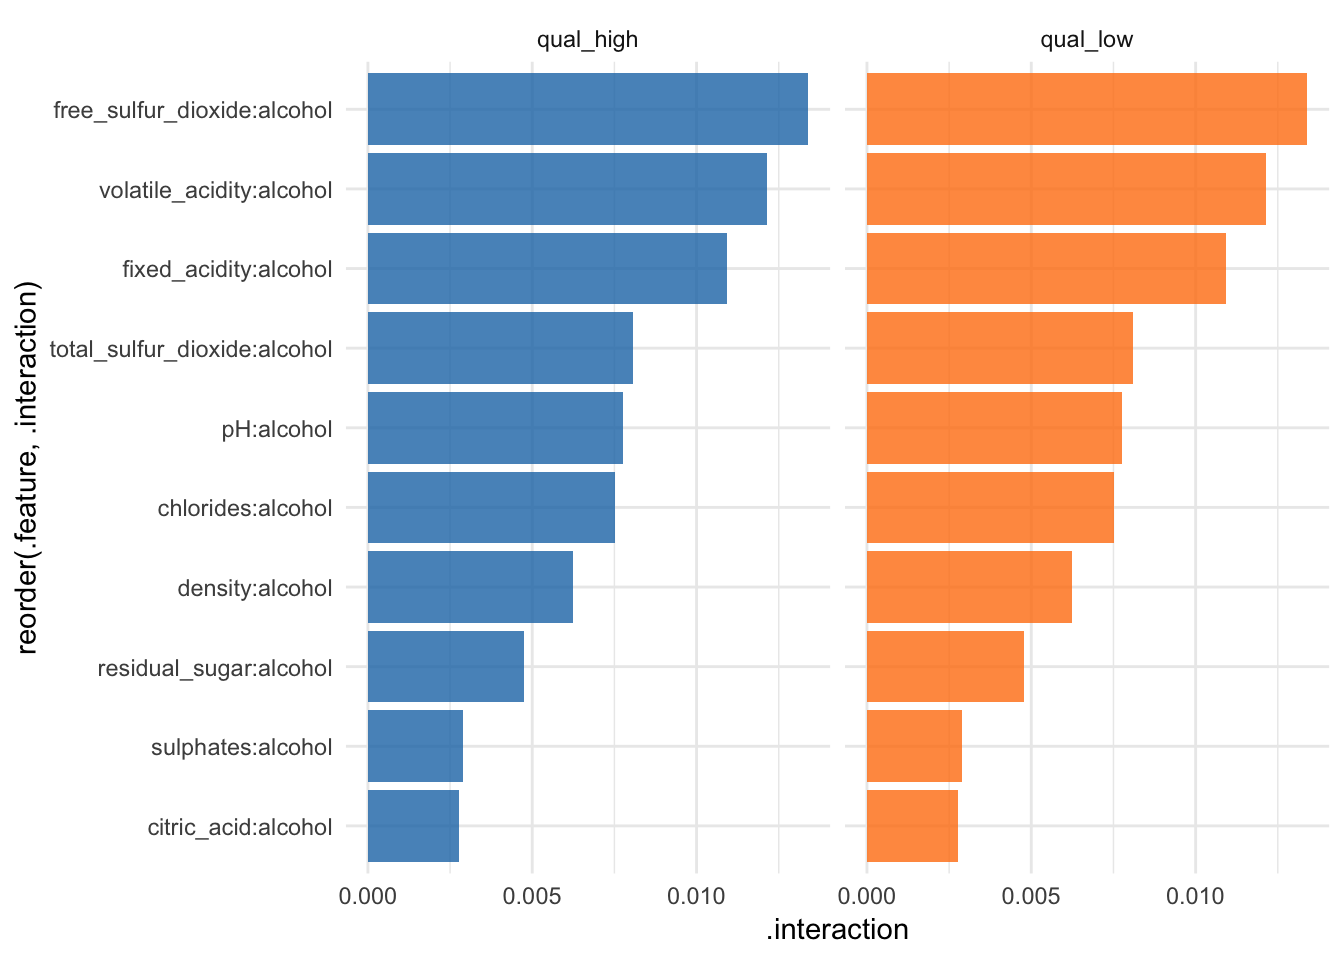 qual_high
qual_low
reorder(.feature, .interaction)
free_sulfur_dioxide:alcohol
volatile_acidity:alcohol
fixed_acidity:alcohol
total_sulfur_dioxide:alcohol
pH:alcohol
chlorides:alcohol
density:alcohol
residual_sugar:alcohol
sulphates:alcohol
citric_acid:alcohol
0.000 0.005 0.010
0.000 0.005 0.010
.interaction